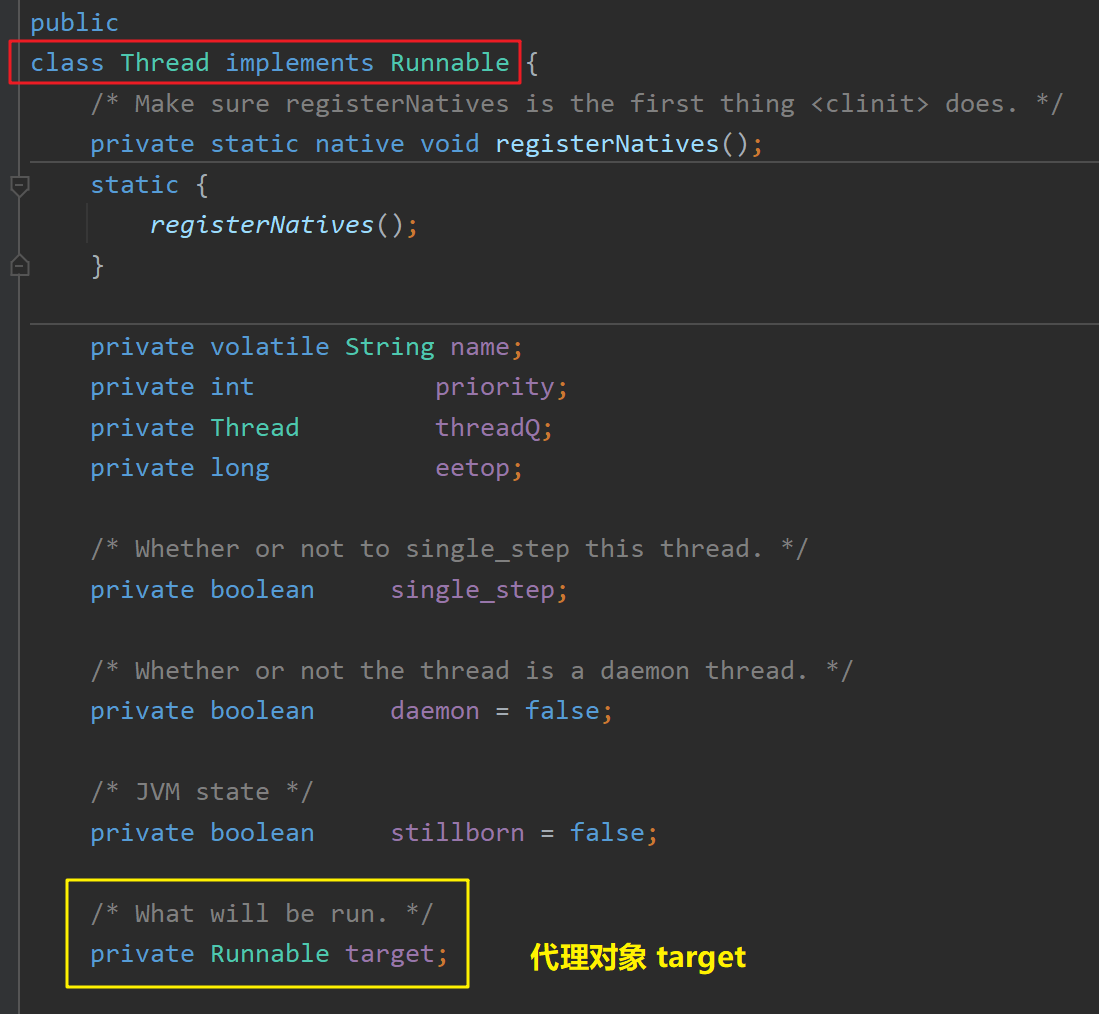 public
class Thread implements Runnable {
    /* Make sure registerNatives is the first thing <clinit> does. */
    private static native void registerNatives();
    static {
        registerNatives();
    }
    private volatile String name;
    private int            priority;
    private Thread         threadQ;
    private long           eetop;
    /* Whether or not to single_step this thread. */
    private boolean     single_step;
    /* Whether or not the thread is a daemon thread. */
    private boolean     daemon = false;
    /* JVM state */
    private boolean     stillborn = false;
    /* What will be run. */
    private Runnable target;
代理对象 target